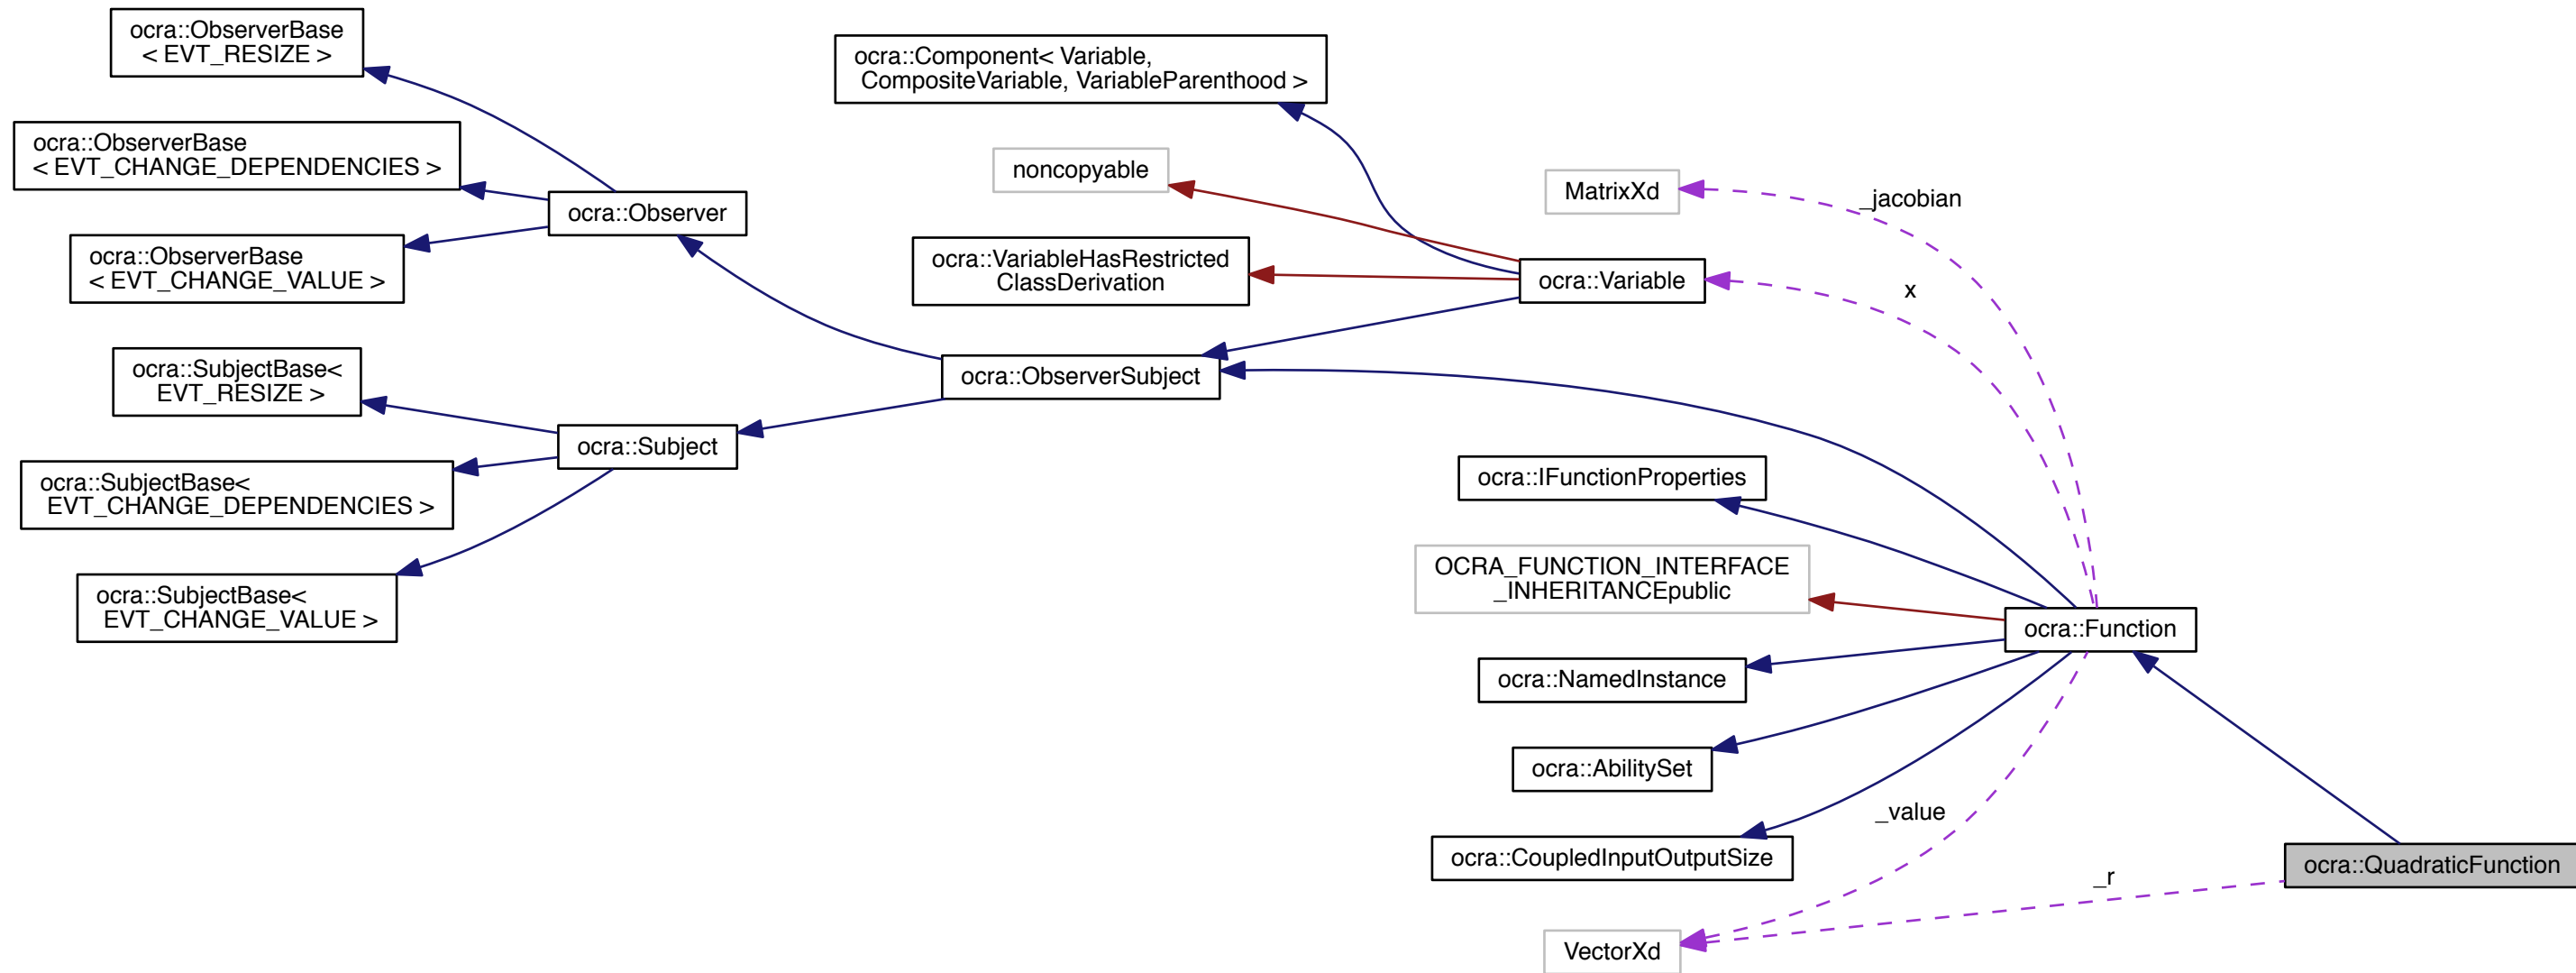 ocra::ObserverBase
< EVT_RESIZE >
ocra::ObserverBase
< EVT_CHANGE_DEPENDENCIES >
ocra::ObserverBase
< EVT_CHANGE_VALUE >
ocra::SubjectBase<
EVT_RESIZE >
ocra::SubjectBase<
EVT_CHANGE_DEPENDENCIES >
ocra::SubjectBase<
EVT_CHANGE_VALUE >
ocra::Observer
ocra::Subject
ocra::Component< Variable,
CompositeVariable, VariableParenthood >
noncopyable
ocra::VariableHasRestricted
ClassDerivation
ocra::ObserverSubject
MatrixXd
ocra::Variable
ocra::IFunctionProperties
OCRA_FUNCTION_INTERFACE
_INHERITANCEpublic
ocra::NamedInstance
ocra::AbilitySet
ocra::CoupledInputOutputSize
VectorXd
_jacobian
x
_value
_r
ocra::Function
ocra::QuadraticFunction